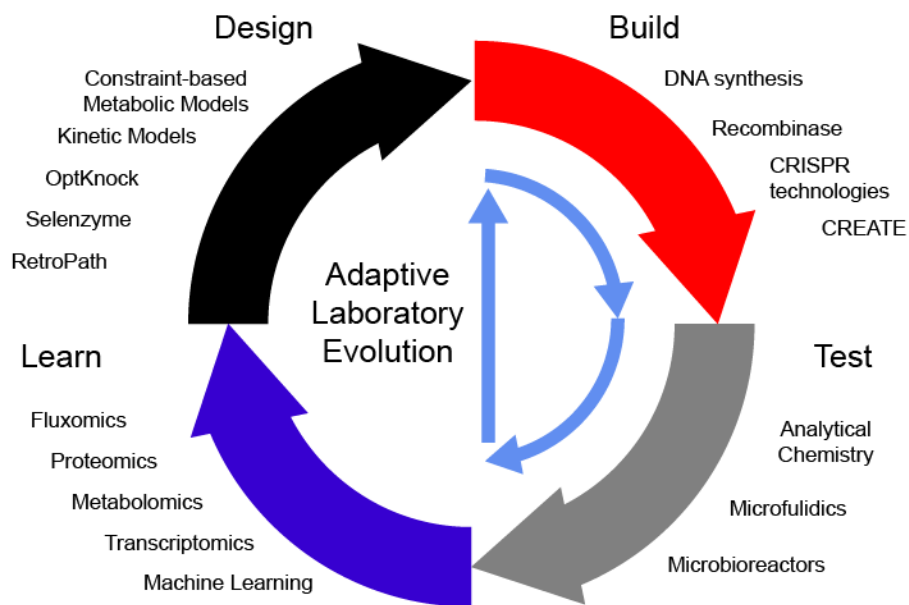 Design
Constraint-based
Metabolic Models
Kinetic Models
OptKnock
Selenzyme
RetroPath
Build
DNA synthesis
Recombinase
CRISPR
technologies
CREATE
Adaptive
Laboratory
Evolution
Learn
Fluxomics
Proteomics
Metabolomics
Transcriptomics
Machine Learning
Test
Analytical
Chemistry
Microfulidics
Microbioreactors